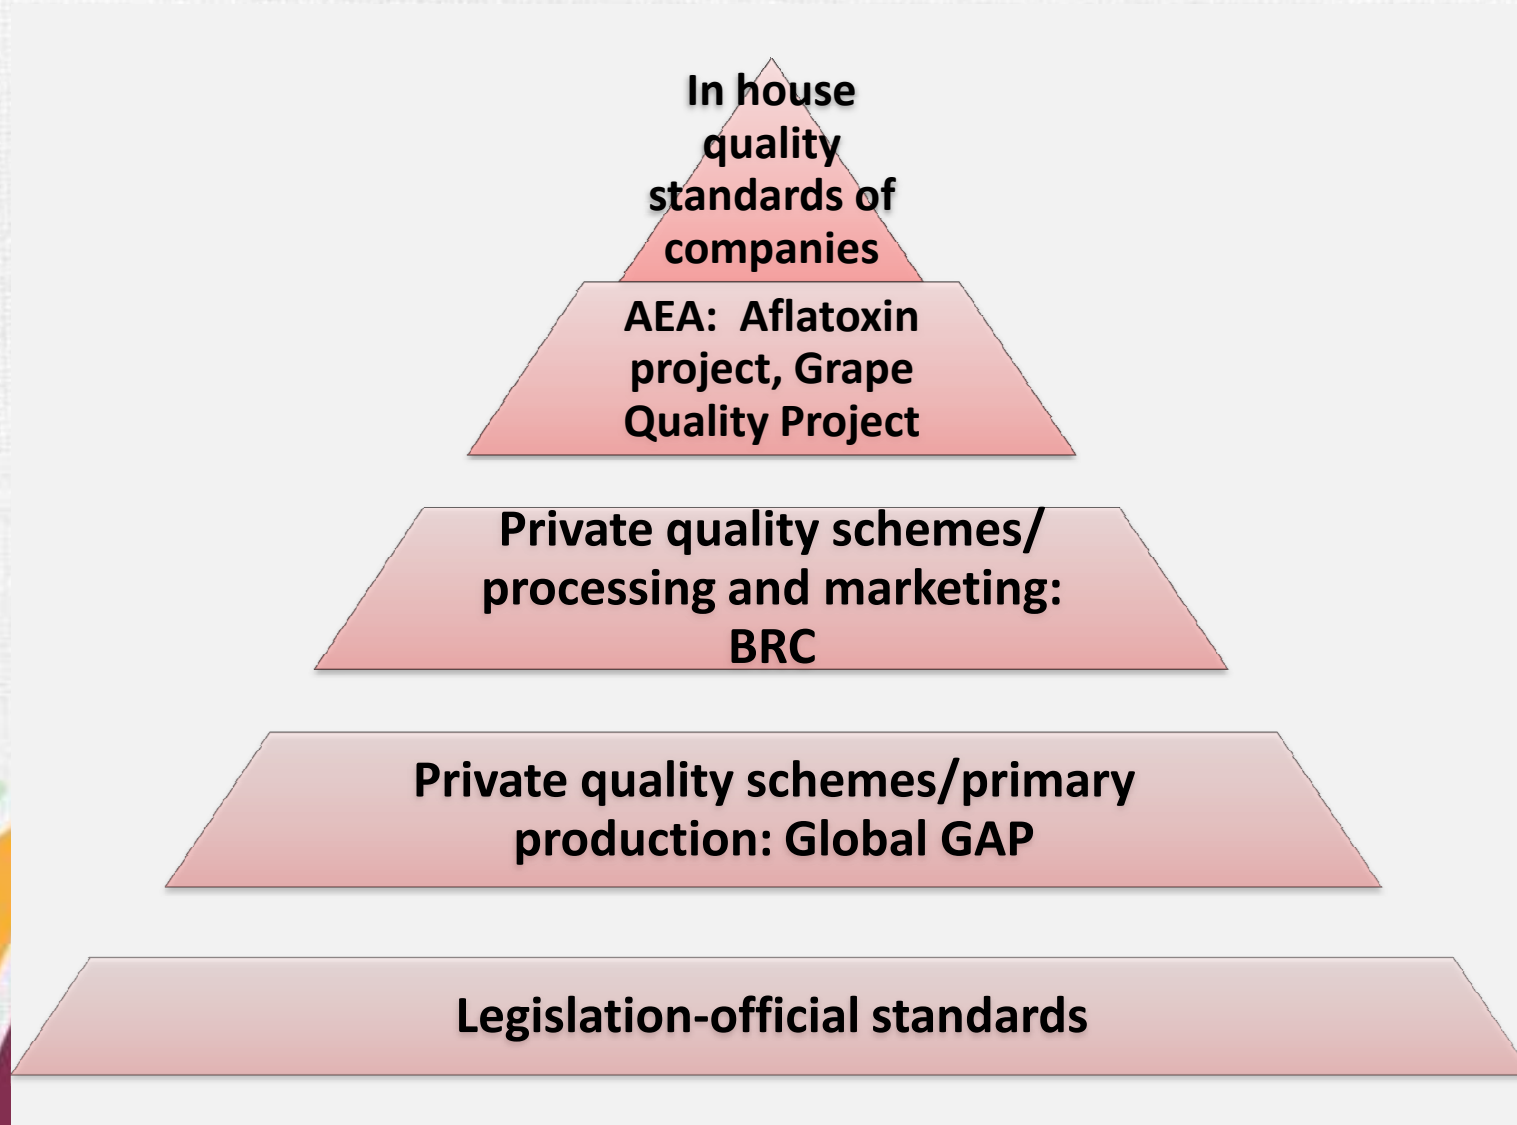 In house
quality
standards of
companies
AEA:  Aflatoxin
project, Grape
Quality Project
Private quality schemes/
processing and marketing:
BRC
Private quality schemes/primary
production: Global GAP
Legislation-official standards